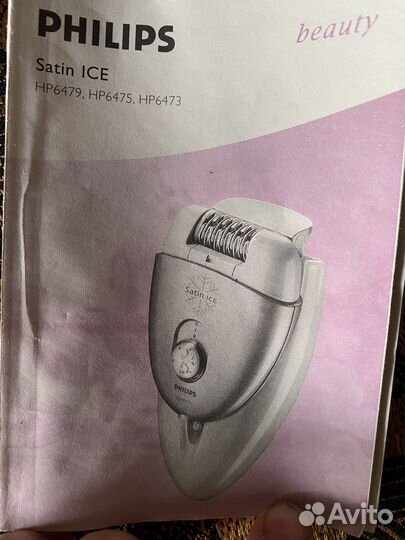 PHILIPS
beauty
Satin ICE
HP6479, HP6475, HP6473
Satin ICE
PHILIPS
Avito